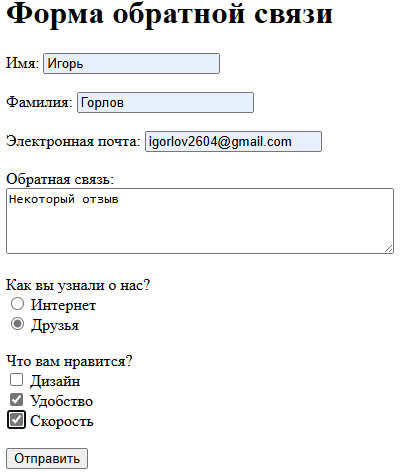 Форма обратной связи
Имя: Игорь
Фамилия: Горлов
Электронная почта: igorlov2604@gmail.com
Обратная связь:
Некоторый отзыв
Как вы узнали о нас?
Интернет
Друзья
Что вам нравится?
Дизайн
Удобство
Скорость
Отправить